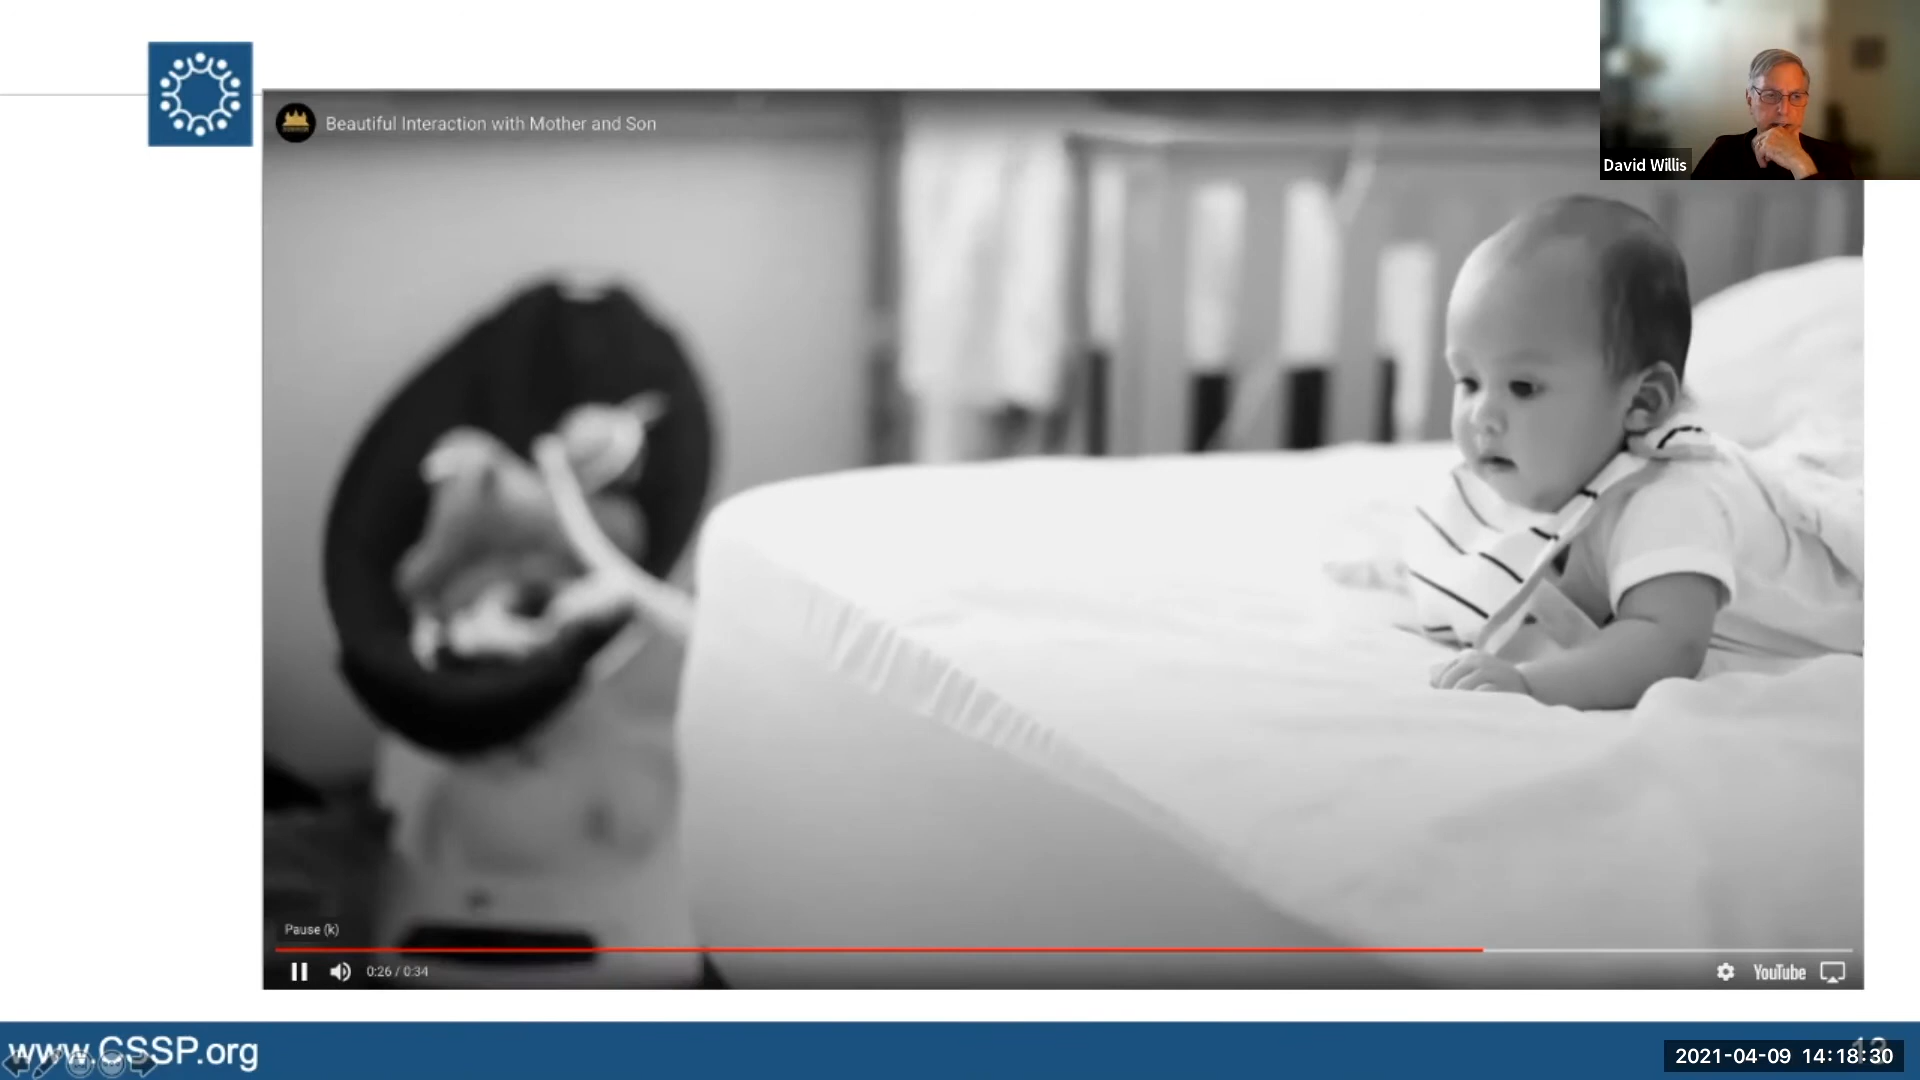 Beautiful Interaction with Mother and Son
David Willis
Pause (k)
0:26 / 0:34
YouTube
www.CSSP.org
2021-04-09 14:18:30